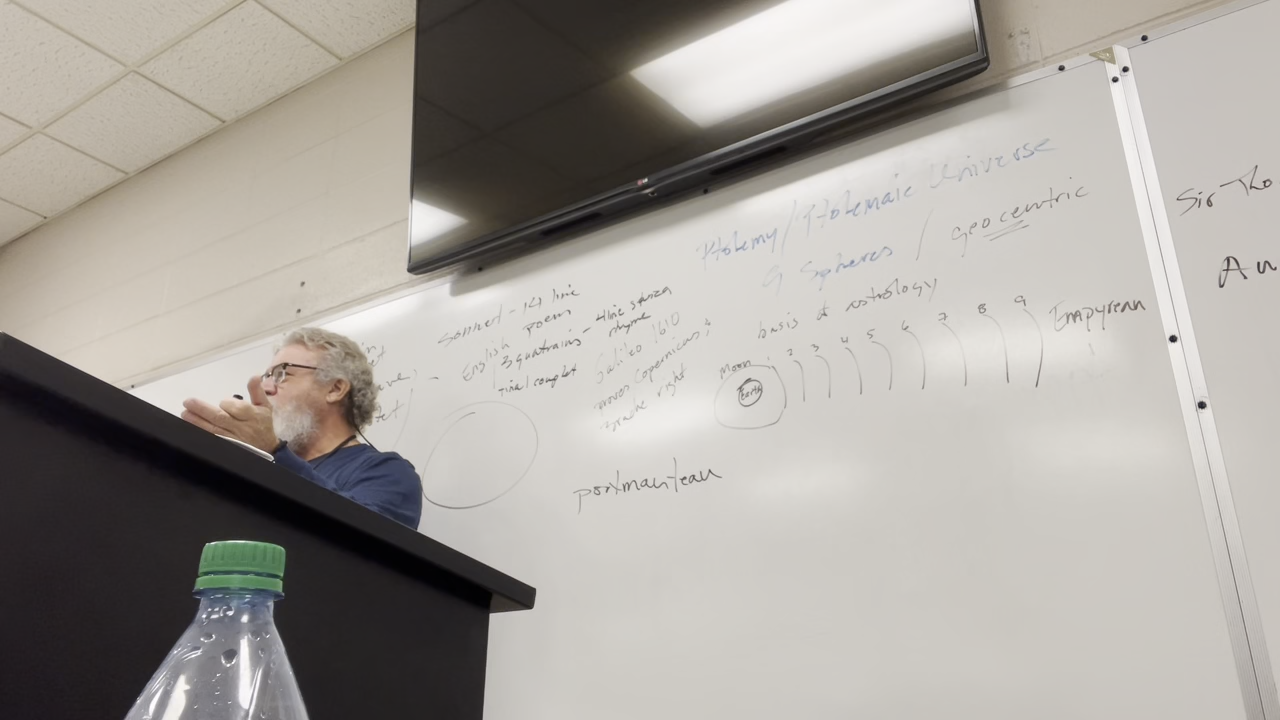 Ptolemy/Ptolemaic Universe
9 Spheres / geocentric
basis of astrology
Moon 2 3 4 5 6 7 8 9 Empyrean
Earth
Sonnet - 14 line
poem
English
3 quatrains - 4 line stanza
rhyme
final couplet
Galileo 1610
proves Copernicus,
Brahe right
portmanteau
Sir Tho
An